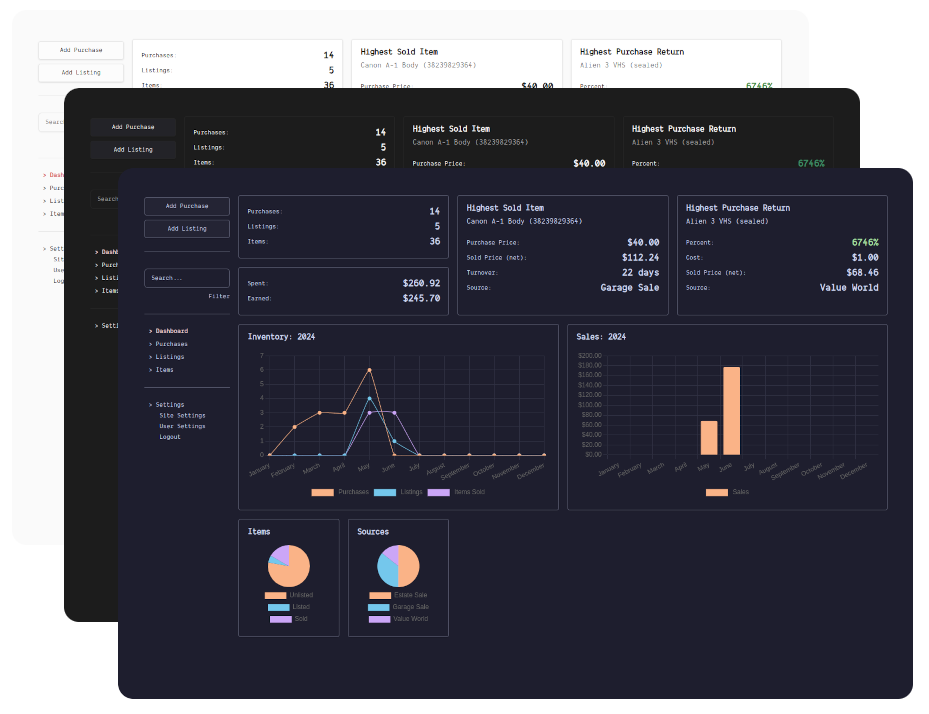 Add Purchase
Add Listing
Search
> Dash
> Purc
> List
> Item
> Sett
Sit
Use
Log
Purchases: 14
Listings: 5
Items 36
Highest Sold Item
Canon A-1 Body (38239829364)
Purchase Price: $40.00
Highest Purchase Return
Alien 3 VHS (sealed)
Percent 6746%
Add Purchase
Add Listing
Search
> Dashb
> Purch
> Listi
> Items
> Setti
Purchases: 14
Listings: 5
Items: 36
Highest Sold Item
Canon A-1 Body (38239829364)
Purchase Price: $40.00
Highest Purchase Return
Alien 3 VHS (sealed)
Percent: 6746%
Add Purchase
Add Listing
Search...
Filter
> Dashboard
> Purchases
> Listings
> Items
> Settings
Site Settings
User Settings
Logout
Purchases: 14
Listings: 5
Items: 36
Spent: $260.92
Earned: $245.70
Highest Sold Item
Canon A-1 Body (38239829364)
Purchase Price: $40.00
Sold Price (net): $112.24
Turnover: 22 days
Source: Garage Sale
Highest Purchase Return
Alien 3 VHS (sealed)
Percent: 6746%
Cost: $1.00
Sold Price (net): $68.46
Source: Value World
Inventory: 2024
7
6
5
4
3
2
1
0
January February March April May June July August September October November December
Purchases Listings Items Sold
Sales: 2024
$200.00
$180.00
$160.00
$140.00
$120.00
$100.00
$80.00
$60.00
$40.00
$20.00
$0.00
January February March April May June July August September October November December
Sales
Items
Unlisted
Listed
Sold
Sources
Estate Sale
Garage Sale
Value World